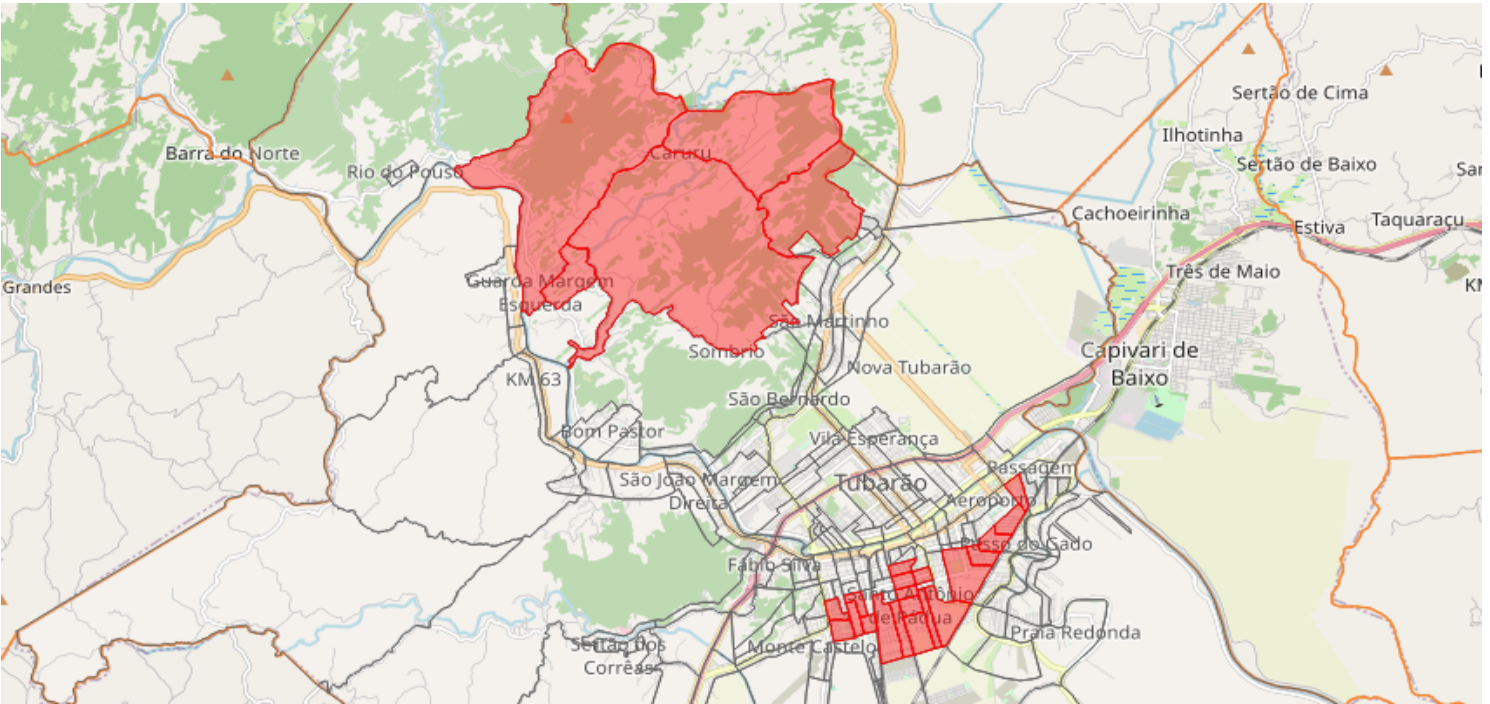 Sertão de Cima
Ilhotinha
Barra do Norte
Caruru
Sertão de Baixo
Rio do Pouso
Cachoeirinha
Taquaraçu
Estiva
Três de Maio
Guarda Margem
Esquerda
Grandes
São Martinho
Sombrio
Capivari de
Baixo
Nova Tubarão
KM 63
São Bernardo
Bom Pastor
Vila Esperança
Passagem
São João Margem
Direita
Tubarão
Aeroporto
Passo do Gado
Fábio Silva
Santo Antônio
de Pádua
Praia Redonda
Sertão dos
Corrêas
Monte Castelo